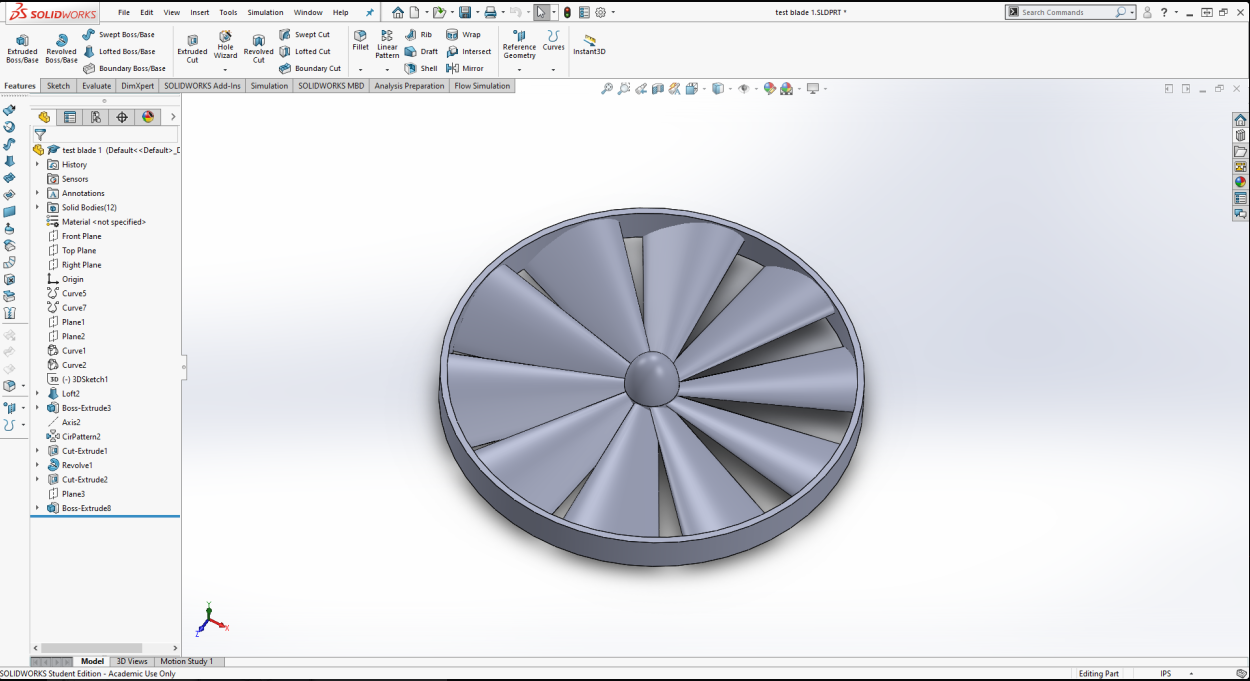 SOLIDWORKS File Edit View Insert Tools Simulation Window Help test blade 1.SLDPRT * Search Commands ?
Extruded Boss/Base
Revolved Boss/Base
Swept Boss/Base
Lofted Boss/Base
Boundary Boss/Base
Extruded Cut
Hole Wizard
Revolved Cut
Swept Cut
Lofted Cut
Boundary Cut
Fillet
Linear Pattern
Rib
Draft
Shell
Wrap
Intersect
Mirror
Reference Geometry
Curves
Instant3D
Features Sketch Evaluate DimXpert SOLIDWORKS Add-Ins Simulation SOLIDWORKS MBD Analysis Preparation Flow Simulation
test blade 1 (Default<<Default>_D
History
Sensors
Annotations
Solid Bodies(12)
Material <not specified>
Front Plane
Top Plane
Right Plane
Origin
Curve5
Curve7
Plane1
Plane2
Curve1
Curve2
3D (-) 3DSketch1
Loft2
Boss-Extrude3
Axis2
CirPattern2
Cut-Extrude1
Revolve1
Cut-Extrude2
Plane3
Boss-Extrude8
Y
X
Z
Model 3D Views Motion Study 1
SOLIDWORKS Student Edition - Academic Use Only Editing Part IPS